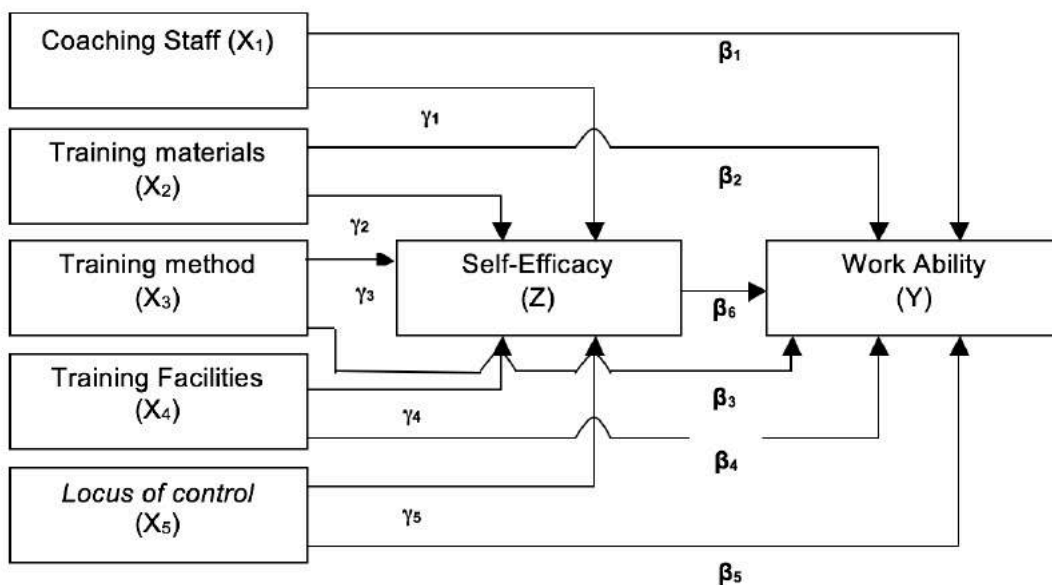 Coaching Staff (X₁)
β₁
γ₁
Training materials
(X₂)
β₂
γ₂
Training method
(X₃)
γ₃
Self-Efficacy
(Z)
β₆
Work Ability
(Y)
Training Facilities
(X₄)
γ₄
β₃
β₄
Locus of control
(X₅)
γ₅
β₅